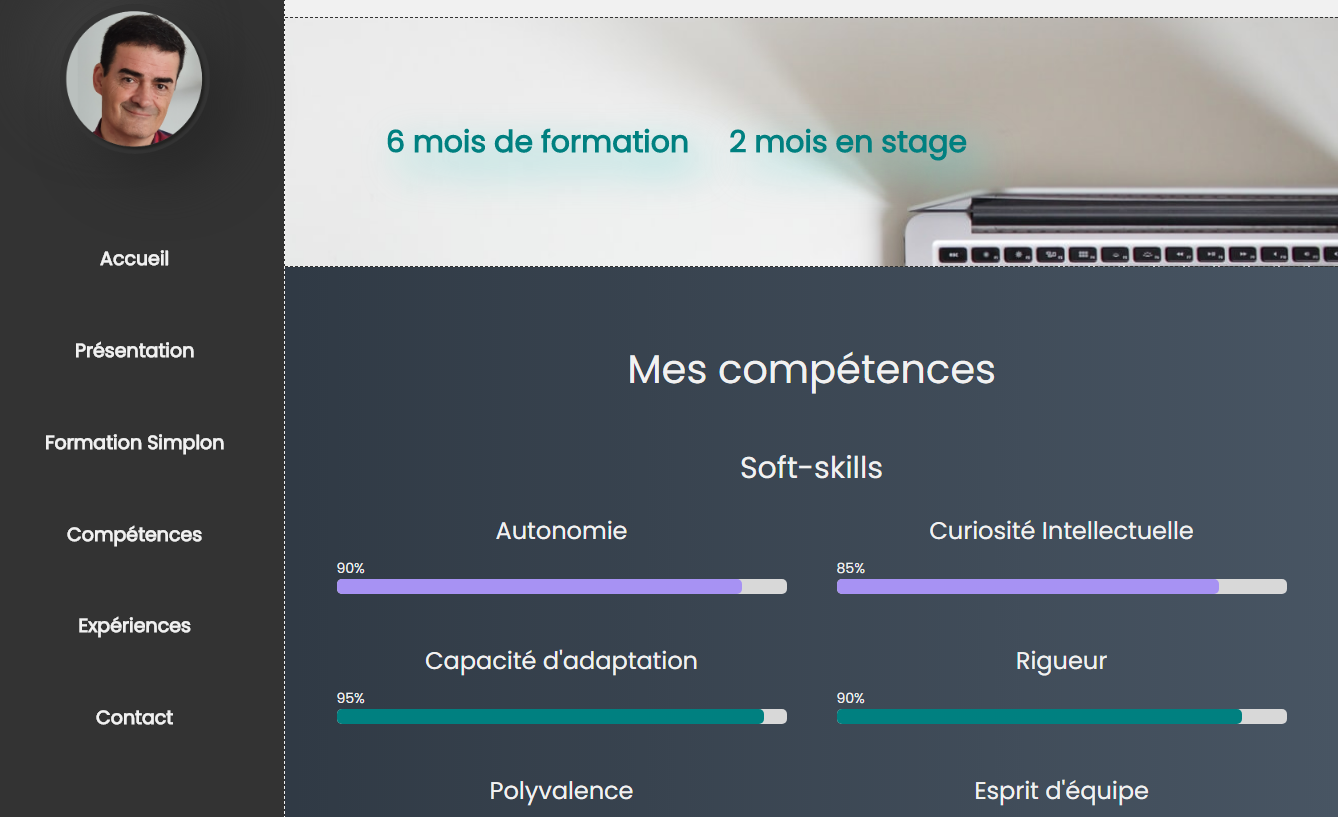 Accueil
Présentation
Formation Simplon
Compétences
Expériences
Contact
6 mois de formation
2 mois en stage
Mes compétences
Soft-skills
Autonomie
90%
Curiosité Intellectuelle
85%
Capacité d'adaptation
95%
Rigueur
90%
Polyvalence
Esprit d'équipe